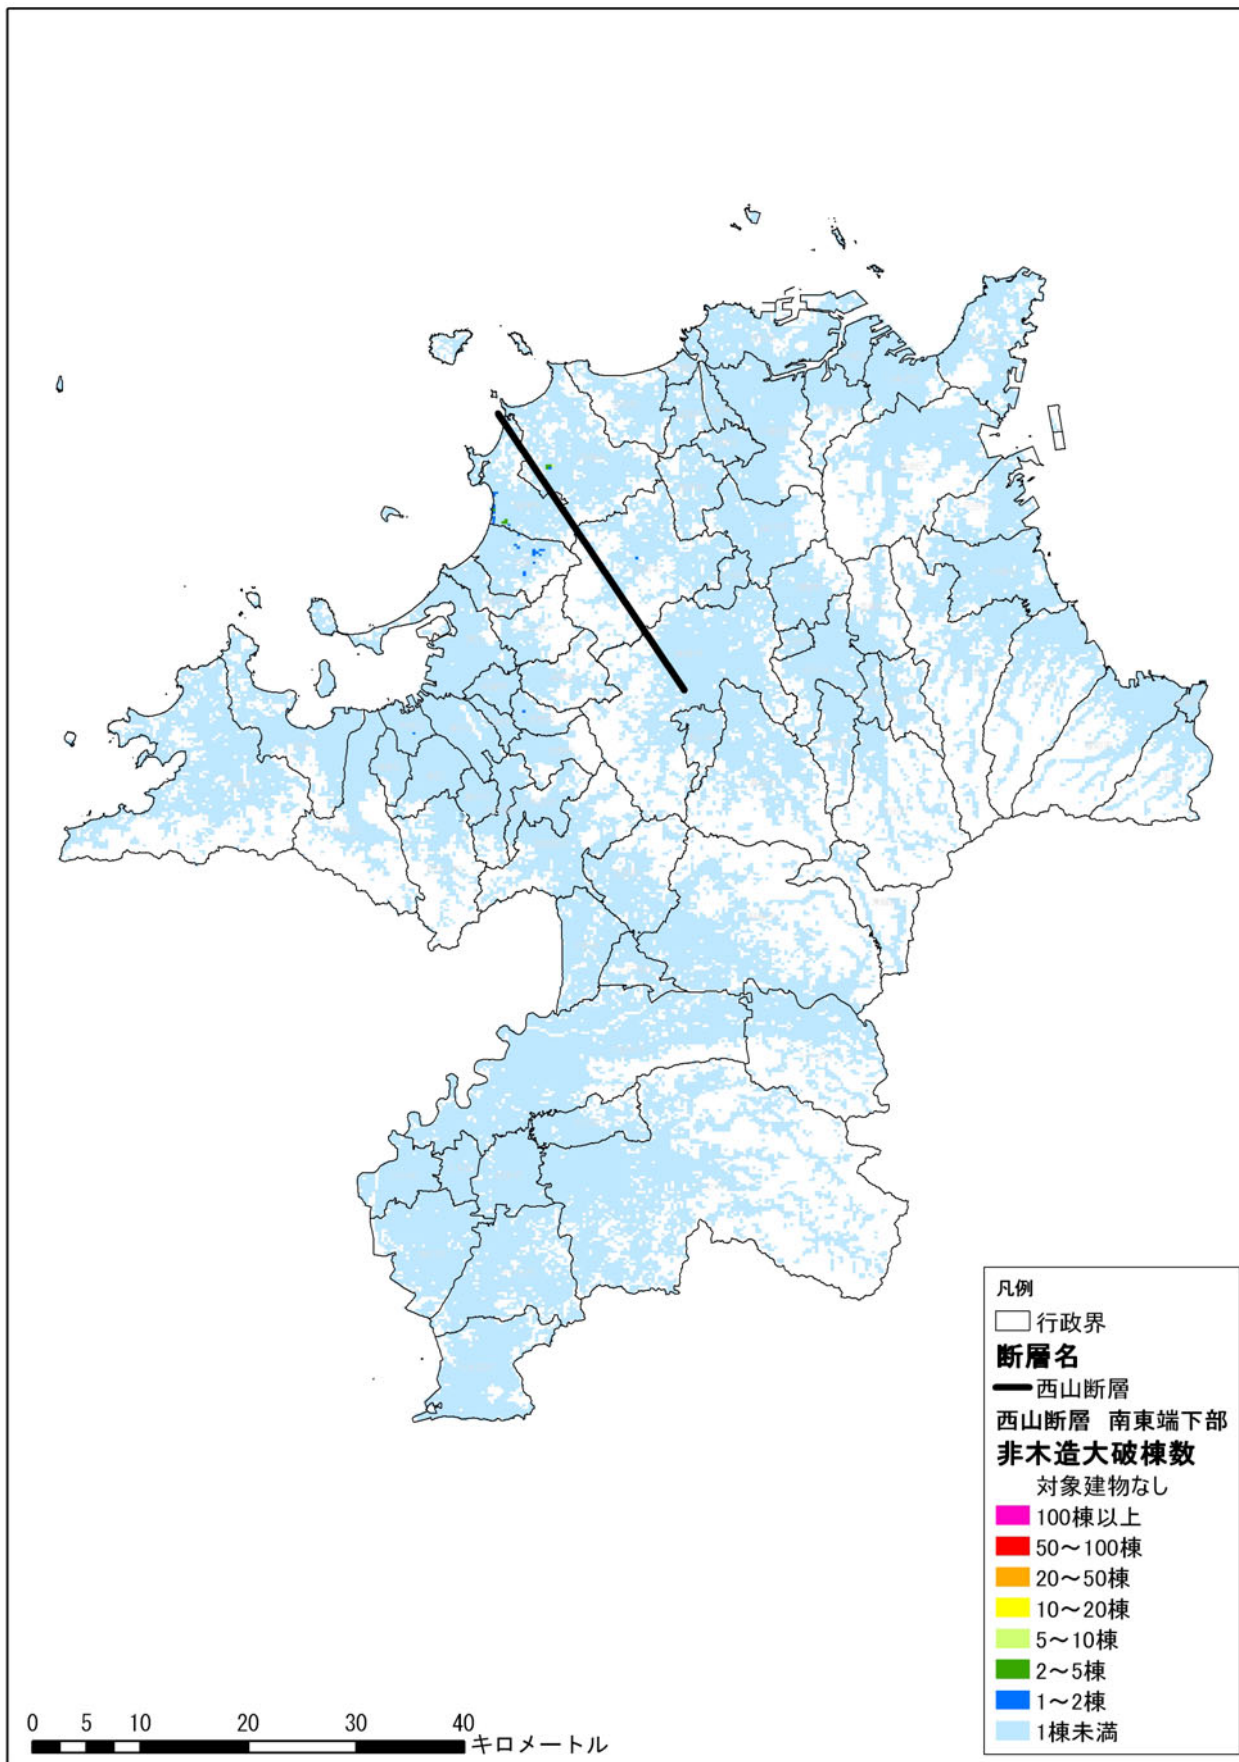 凡例
行政界
断層名
西山断層
西山断層 南東端下部
非木造大破棟数
対象建物なし
100棟以上
50～100棟
20～50棟
10～20棟
5～10棟
2～5棟
1～2棟
1棟未満
0 5 10 20 30 40
キロメートル